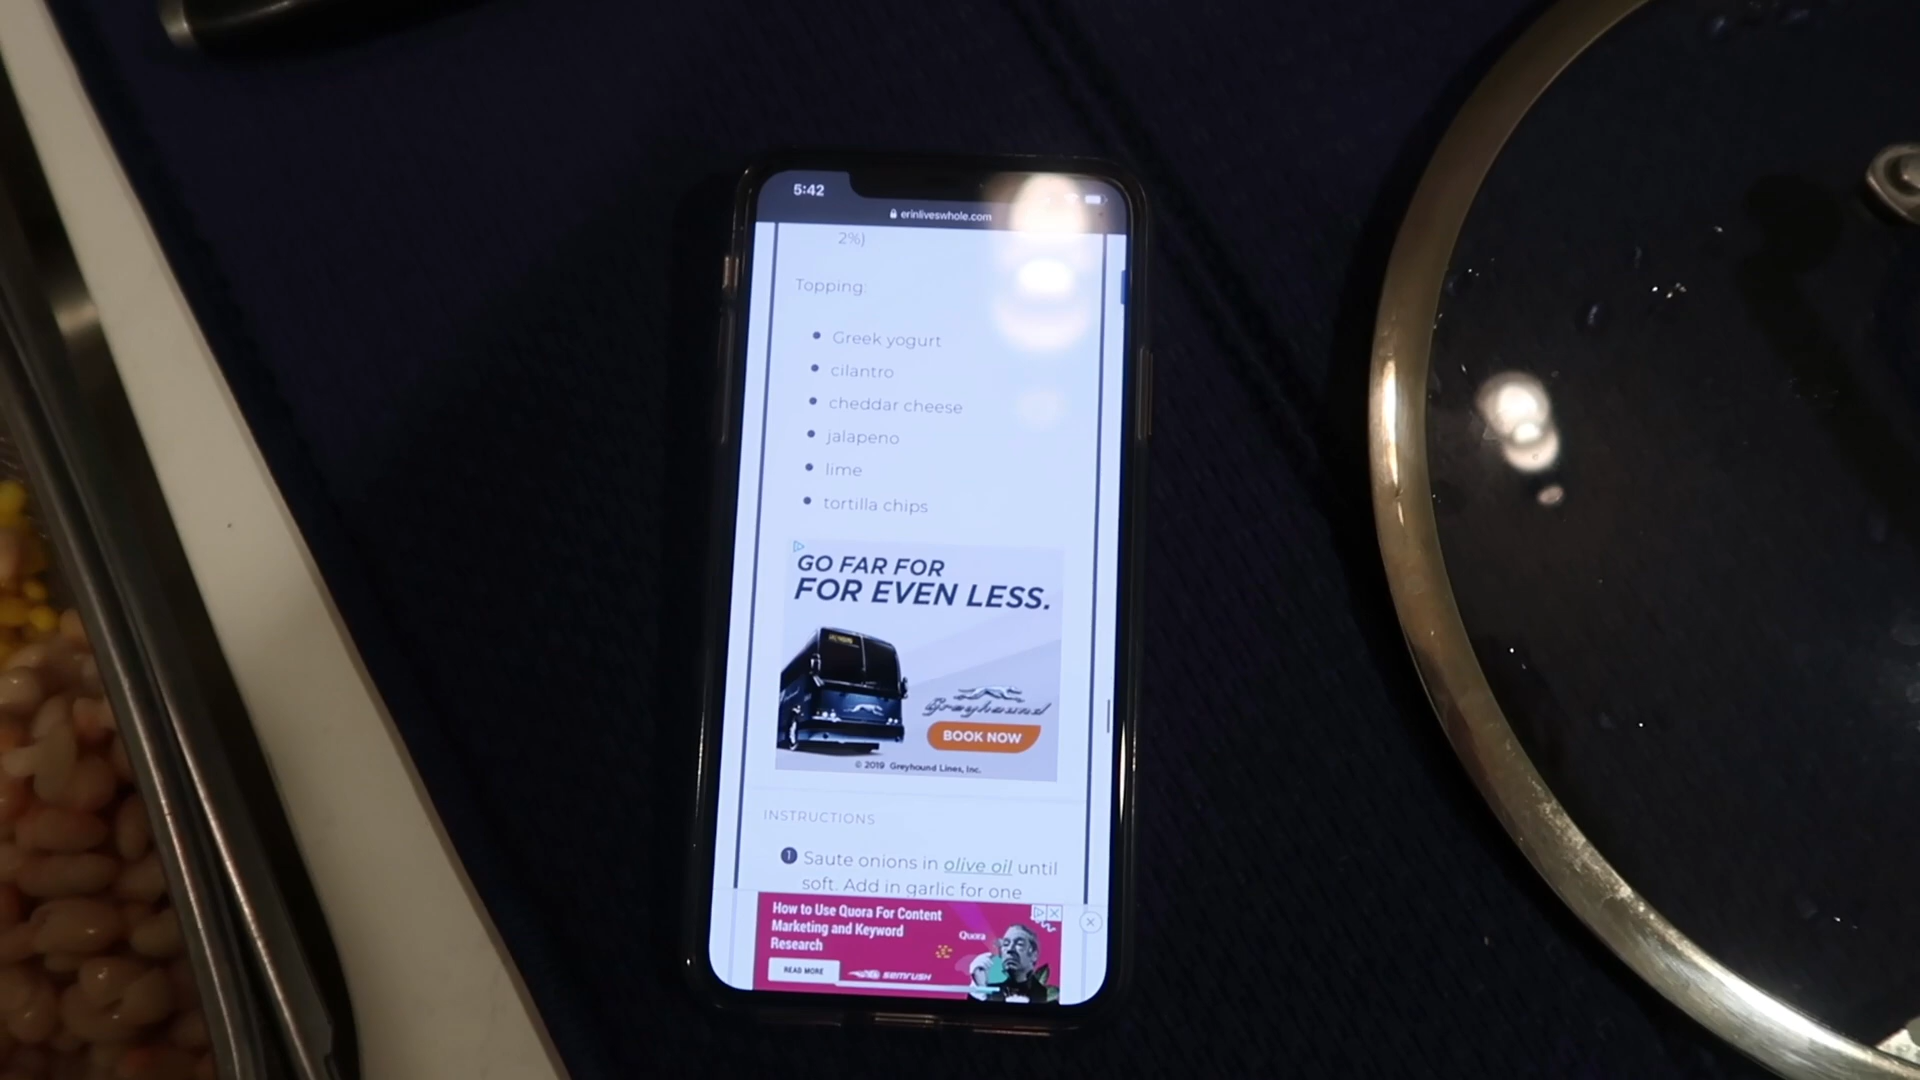 5:42
erinliveswhole.com
2%)
Topping:
Greek yogurt
cilantro
cheddar cheese
jalapeno
lime
tortilla chips
GO FAR FOR
FOR EVEN LESS.
Greyhound
BOOK NOW
© 2019 Greyhound Lines, Inc.
INSTRUCTIONS
1 Saute onions in olive oil until
soft. Add in garlic for one
How to Use Quora For Content
Marketing and Keyword
Research
Quora
READ MORE
semrush